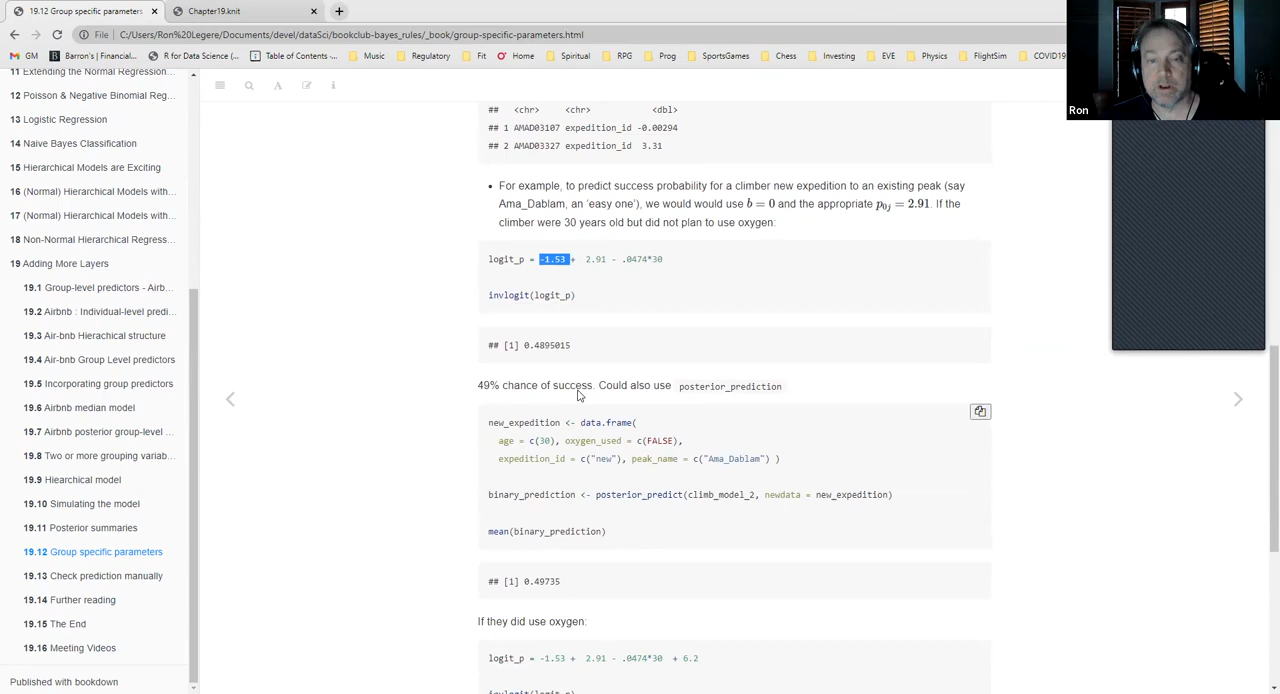 19.12 Group specific parameters
Chapter19.knit
File | C:/Users/Ron%20Legere/Documents/devel/dataSci/bookclub-bayes_rules/_book/group-specific-parameters.html
GM
Barron's | Financial...
R for Data Science (...
Table of Contents -...
Music
Regulatory
Fit
Home
Spiritual
RPG
Prog
SportsGames
Chess
Investing
EVE
Physics
FlightSim
COVID19
Ron
11 Extending the Normal Regression...
12 Poisson & Negative Binomial Reg...
13 Logistic Regression
14 Naive Bayes Classification
15 Hierarchical Models are Exciting
16 (Normal) Hierarchical Models with...
17 (Normal) Hierarchical Models with...
18 Non-Normal Hierarchical Regress...
19 Adding More Layers
19.1 Group-level predictors - Airb...
19.2 Airbnb : Individual-level predi...
19.3 Air-bnb Hierachical structure
19.4 Air-bnb Group Level predictors
19.5 Incorporating group predictors
19.6 Airbnb median model
19.7 Airbnb posterior group-level ...
19.8 Two or more grouping variab...
19.9 Hiearchical model
19.10 Simulating the model
19.11 Posterior summaries
19.12 Group specific parameters
19.13 Check prediction manually
19.14 Further reading
19.15 The End
19.16 Meeting Videos
Published with bookdown
## <chr> <chr> <dbl>
## 1 AMAD03107 expedition_id -0.00294
## 2 AMAD03327 expedition_id 3.31
• For example, to predict success probability for a climber new expedition to an existing peak (say
Ama_Dablam, an 'easy one'), we would would use b = 0 and the appropriate p0j = 2.91. If the
climber were 30 years old but did not plan to use oxygen:
logit_p = -1.53 + 2.91 - .0474*30
invlogit(logit_p)
## [1] 0.4895015
49% chance of success. Could also use posterior_prediction
new_expedition <- data.frame(
age = c(30), oxygen_used = c(FALSE),
expedition_id = c("new"), peak_name = c("Ama_Dablam") )
binary_prediction <- posterior_predict(climb_model_2, newdata = new_expedition)
mean(binary_prediction)
## [1] 0.49735
If they did use oxygen:
logit_p = -1.53 + 2.91 - .0474*30 + 6.2
invlogit(logit_p)